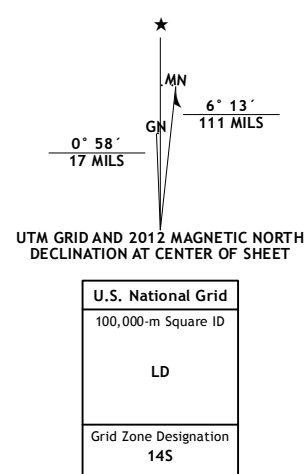 ★
MN
6° 13´
111 MILS
GN
0° 58´
17 MILS
UTM GRID AND 2012 MAGNETIC NORTH
DECLINATION AT CENTER OF SHEET
U.S. National Grid
100,000-m Square ID
LD
Grid Zone Designation
14S